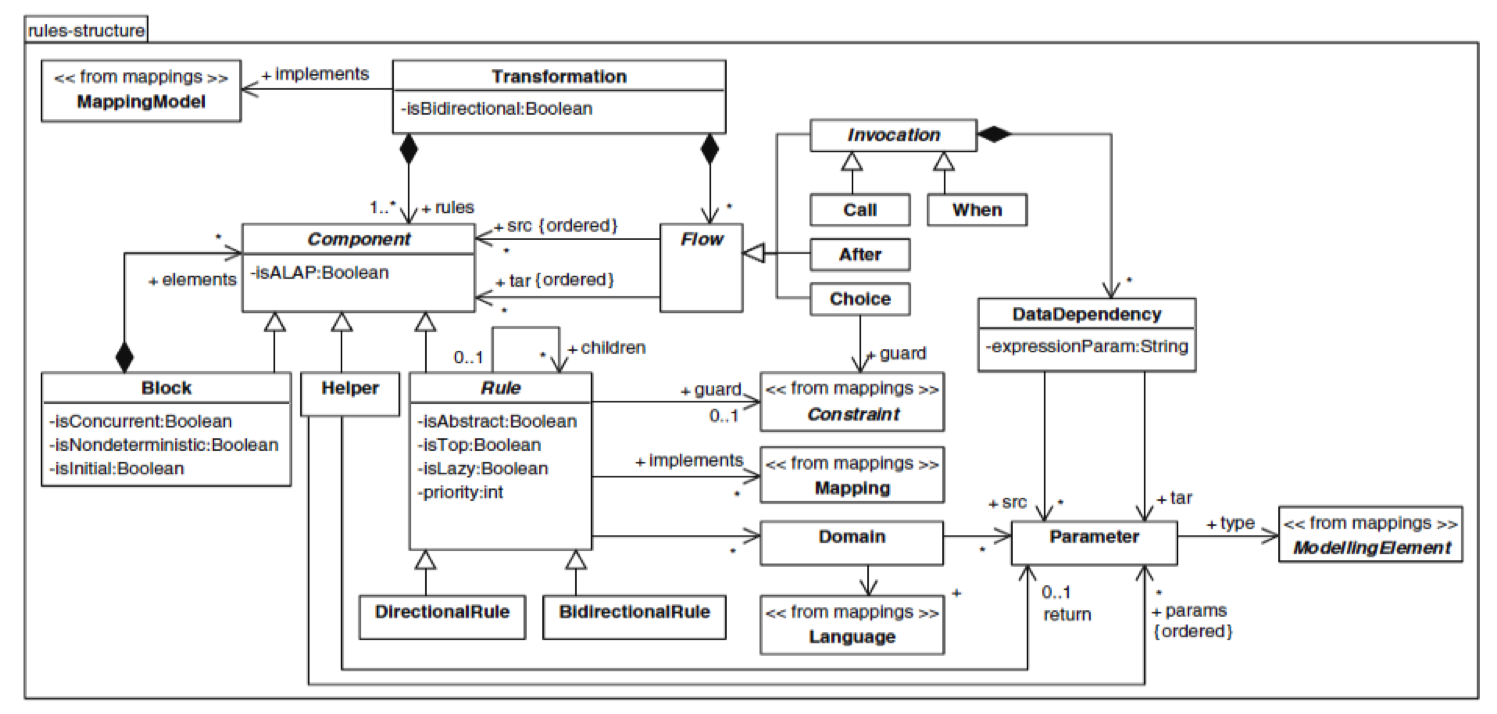 rules-structure
<< from mappings >>
MappingModel
+ implements
Transformation
-isBidirectional:Boolean
Invocation
Call
When
1..*
+ rules
*
*
+ elements
Component
-isALAP:Boolean
+ src {ordered}
*
+ tar {ordered}
*
Flow
After
Choice
*
DataDependency
-expressionParam:String
0..1
*
+ children
+ guard
Block
-isConcurrent:Boolean
-isNondeterministic:Boolean
-isInitial:Boolean
Helper
Rule
-isAbstract:Boolean
-isTop:Boolean
-isLazy:Boolean
-priority:int
+ guard
0..1
<< from mappings >>
Constraint
+ implements
*
<< from mappings >>
Mapping
*
Domain
*
+ src
*
+ tar
Parameter
+ type
<< from mappings >>
ModellingElement
DirectionalRule
BidirectionalRule
+
<< from mappings >>
Language
0..1
return
*
+ params
{ordered}